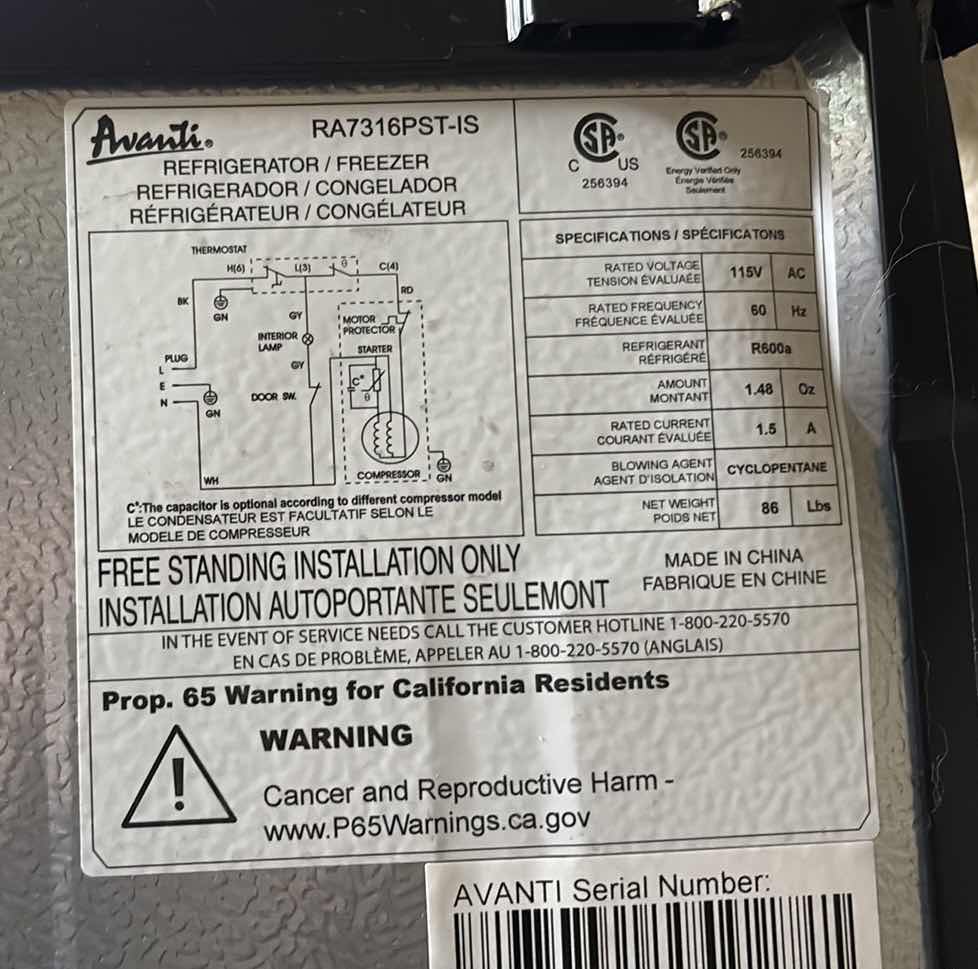 Avanti®
RA7316PST-IS
REFRIGERATOR / FREEZER
REFRIGERADOR / CONGELADOR
RÉFRIGÉRATEUR / CONGÉLATEUR
SA®
C US
256394
SA®
256394
Energy Verified Only
Énergie Vérifiée
Seulement
THERMOSTAT
H(6) L(3) θ C(4)
BK
GN
GY
RD
MOTOR
PROTECTOR
INTERIOR
LAMP
STARTER
PLUG
L
GY
C*
E
θ
DOOR SW.
N
GN
WH
COMPRESSOR
GN
C*:The capacitor is optional according to different compressor model
LE CONDENSATEUR EST FACULTATIF SELON LE
MODELE DE COMPRESSEUR
SPECIFICATIONS / SPÉCIFICATONS
RATED VOLTAGE
TENSION ÉVALUAÉE
115V AC
RATED FREQUENCY
FRÉQUENCE ÉVALUÉE
60 Hz
REFRIGERANT
RÉFRIGÉRÉ
R600a
AMOUNT
MONTANT
1.48 Oz
RATED CURRENT
COURANT ÉVALUÉE
1.5 A
BLOWING AGENT
AGENT D'ISOLATION
CYCLOPENTANE
NET WEIGHT
POIDS NET
86 Lbs
FREE STANDING INSTALLATION ONLY
INSTALLATION AUTOPORTANTE SEULEMONT
MADE IN CHINA
FABRIQUE EN CHINE
IN THE EVENT OF SERVICE NEEDS CALL THE CUSTOMER HOTLINE 1-800-220-5570
EN CAS DE PROBLÈME, APPELER AU 1-800-220-5570 (ANGLAIS)
Prop. 65 Warning for California Residents
WARNING
!
Cancer and Reproductive Harm -
www.P65Warnings.ca.gov
AVANTI Serial Number: